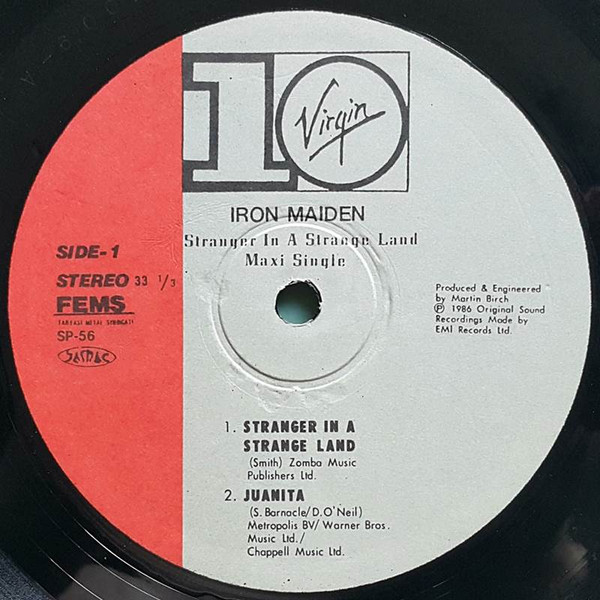 10
Virgin
IRON MAIDEN
Stranger In A Strange Land
Maxi Single
SIDE-1
STEREO 33 1/3
FEMS
SP-56
Produced & Engineered
by Martin Birch
Ⓟ 1986 Original Sound
Recordings Made by
EMI Records Ltd.
1. STRANGER IN A
STRANGE LAND
(Smith) Zomba Music
Publishers Ltd.
2. JUANITA
(S. Barnacle/D.O'Neil)
Metropolis BV/ Warner Bros.
Music Ltd./
Chappell Music Ltd.